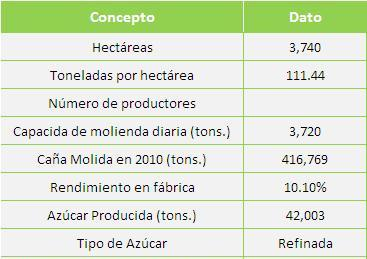 Concepto Dato
Hectáreas 3,740
Toneladas por hectárea 111.44
Número de productores
Capacida de molienda diaria (tons.) 3,720
Caña Molida en 2010 (tons.) 416,769
Rendimiento en fábrica 10.10%
Azúcar Producida (tons.) 42,003
Tipo de Azúcar Refinada